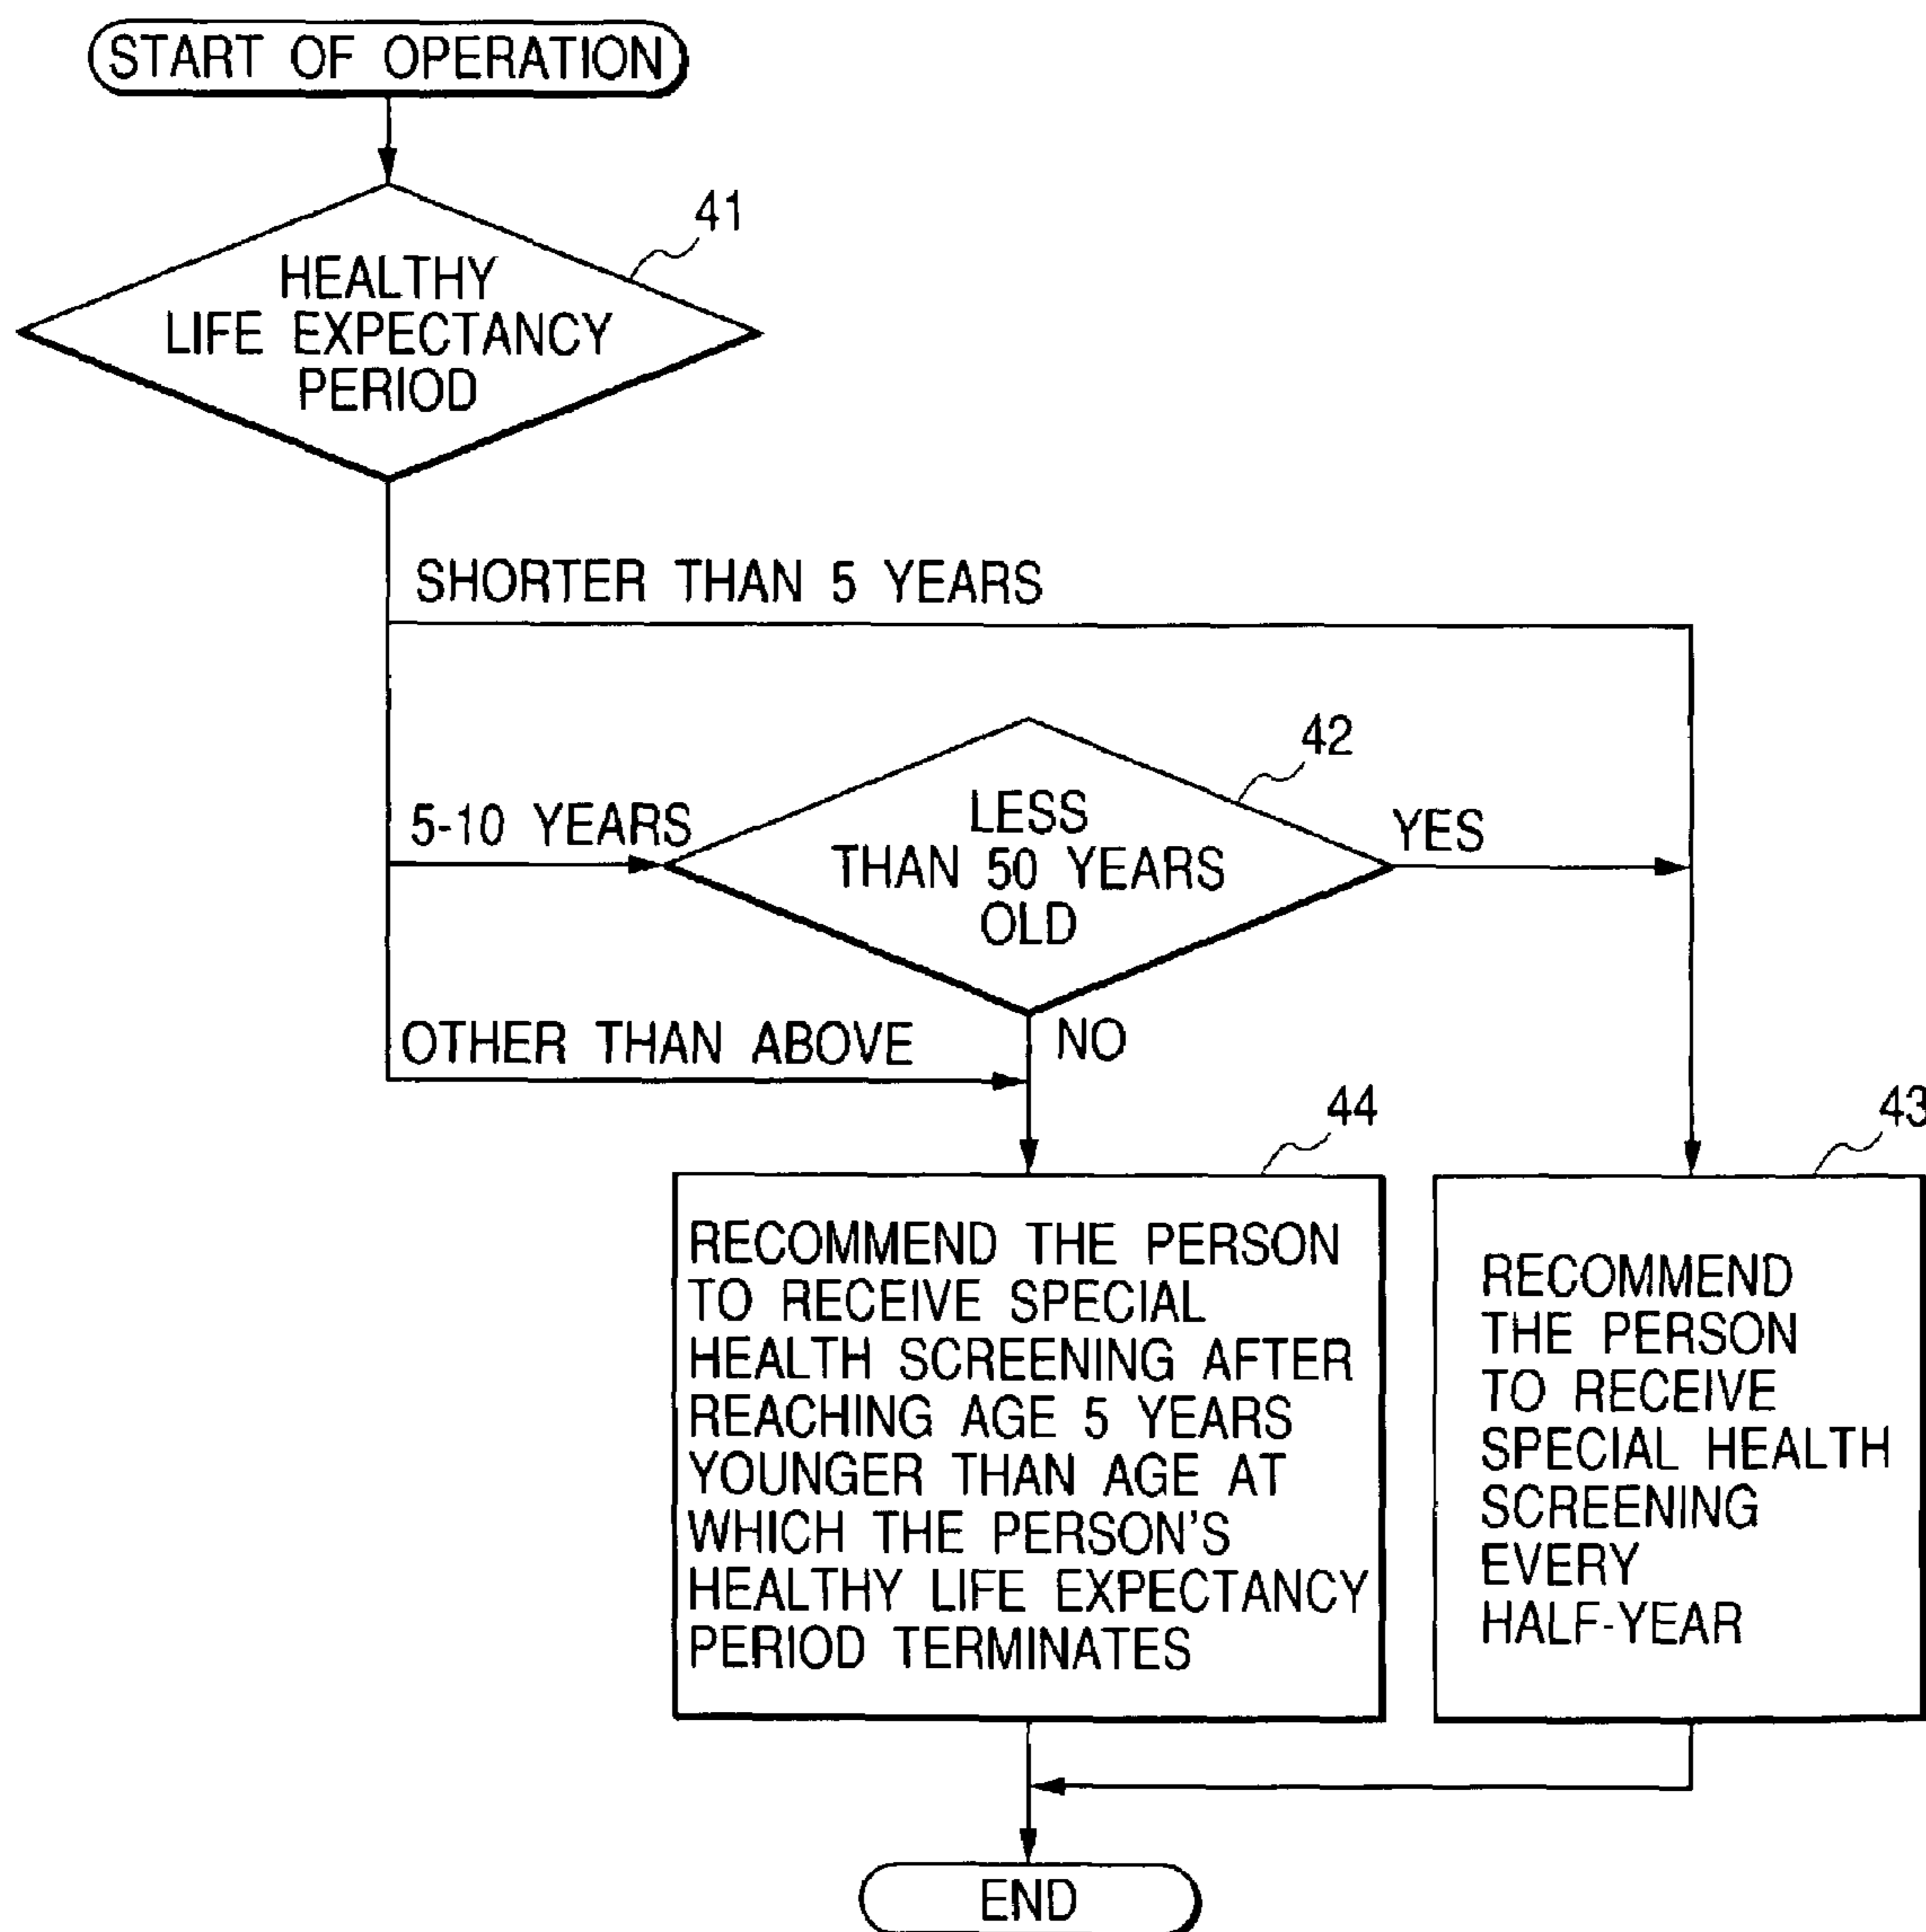 START OF OPERATION
41
HEALTHY
LIFE EXPECTANCY
PERIOD
SHORTER THAN 5 YEARS
42
5-10 YEARS
LESS
THAN 50 YEARS
OLD
YES
OTHER THAN ABOVE
NO
44
43
RECOMMEND THE PERSON
TO RECEIVE SPECIAL
HEALTH SCREENING AFTER
REACHING AGE 5 YEARS
YOUNGER THAN AGE AT
WHICH THE PERSON'S
HEALTHY LIFE EXPECTANCY
PERIOD TERMINATES
RECOMMEND
THE PERSON
TO RECEIVE
SPECIAL HEALTH
SCREENING
EVERY
HALF-YEAR
END